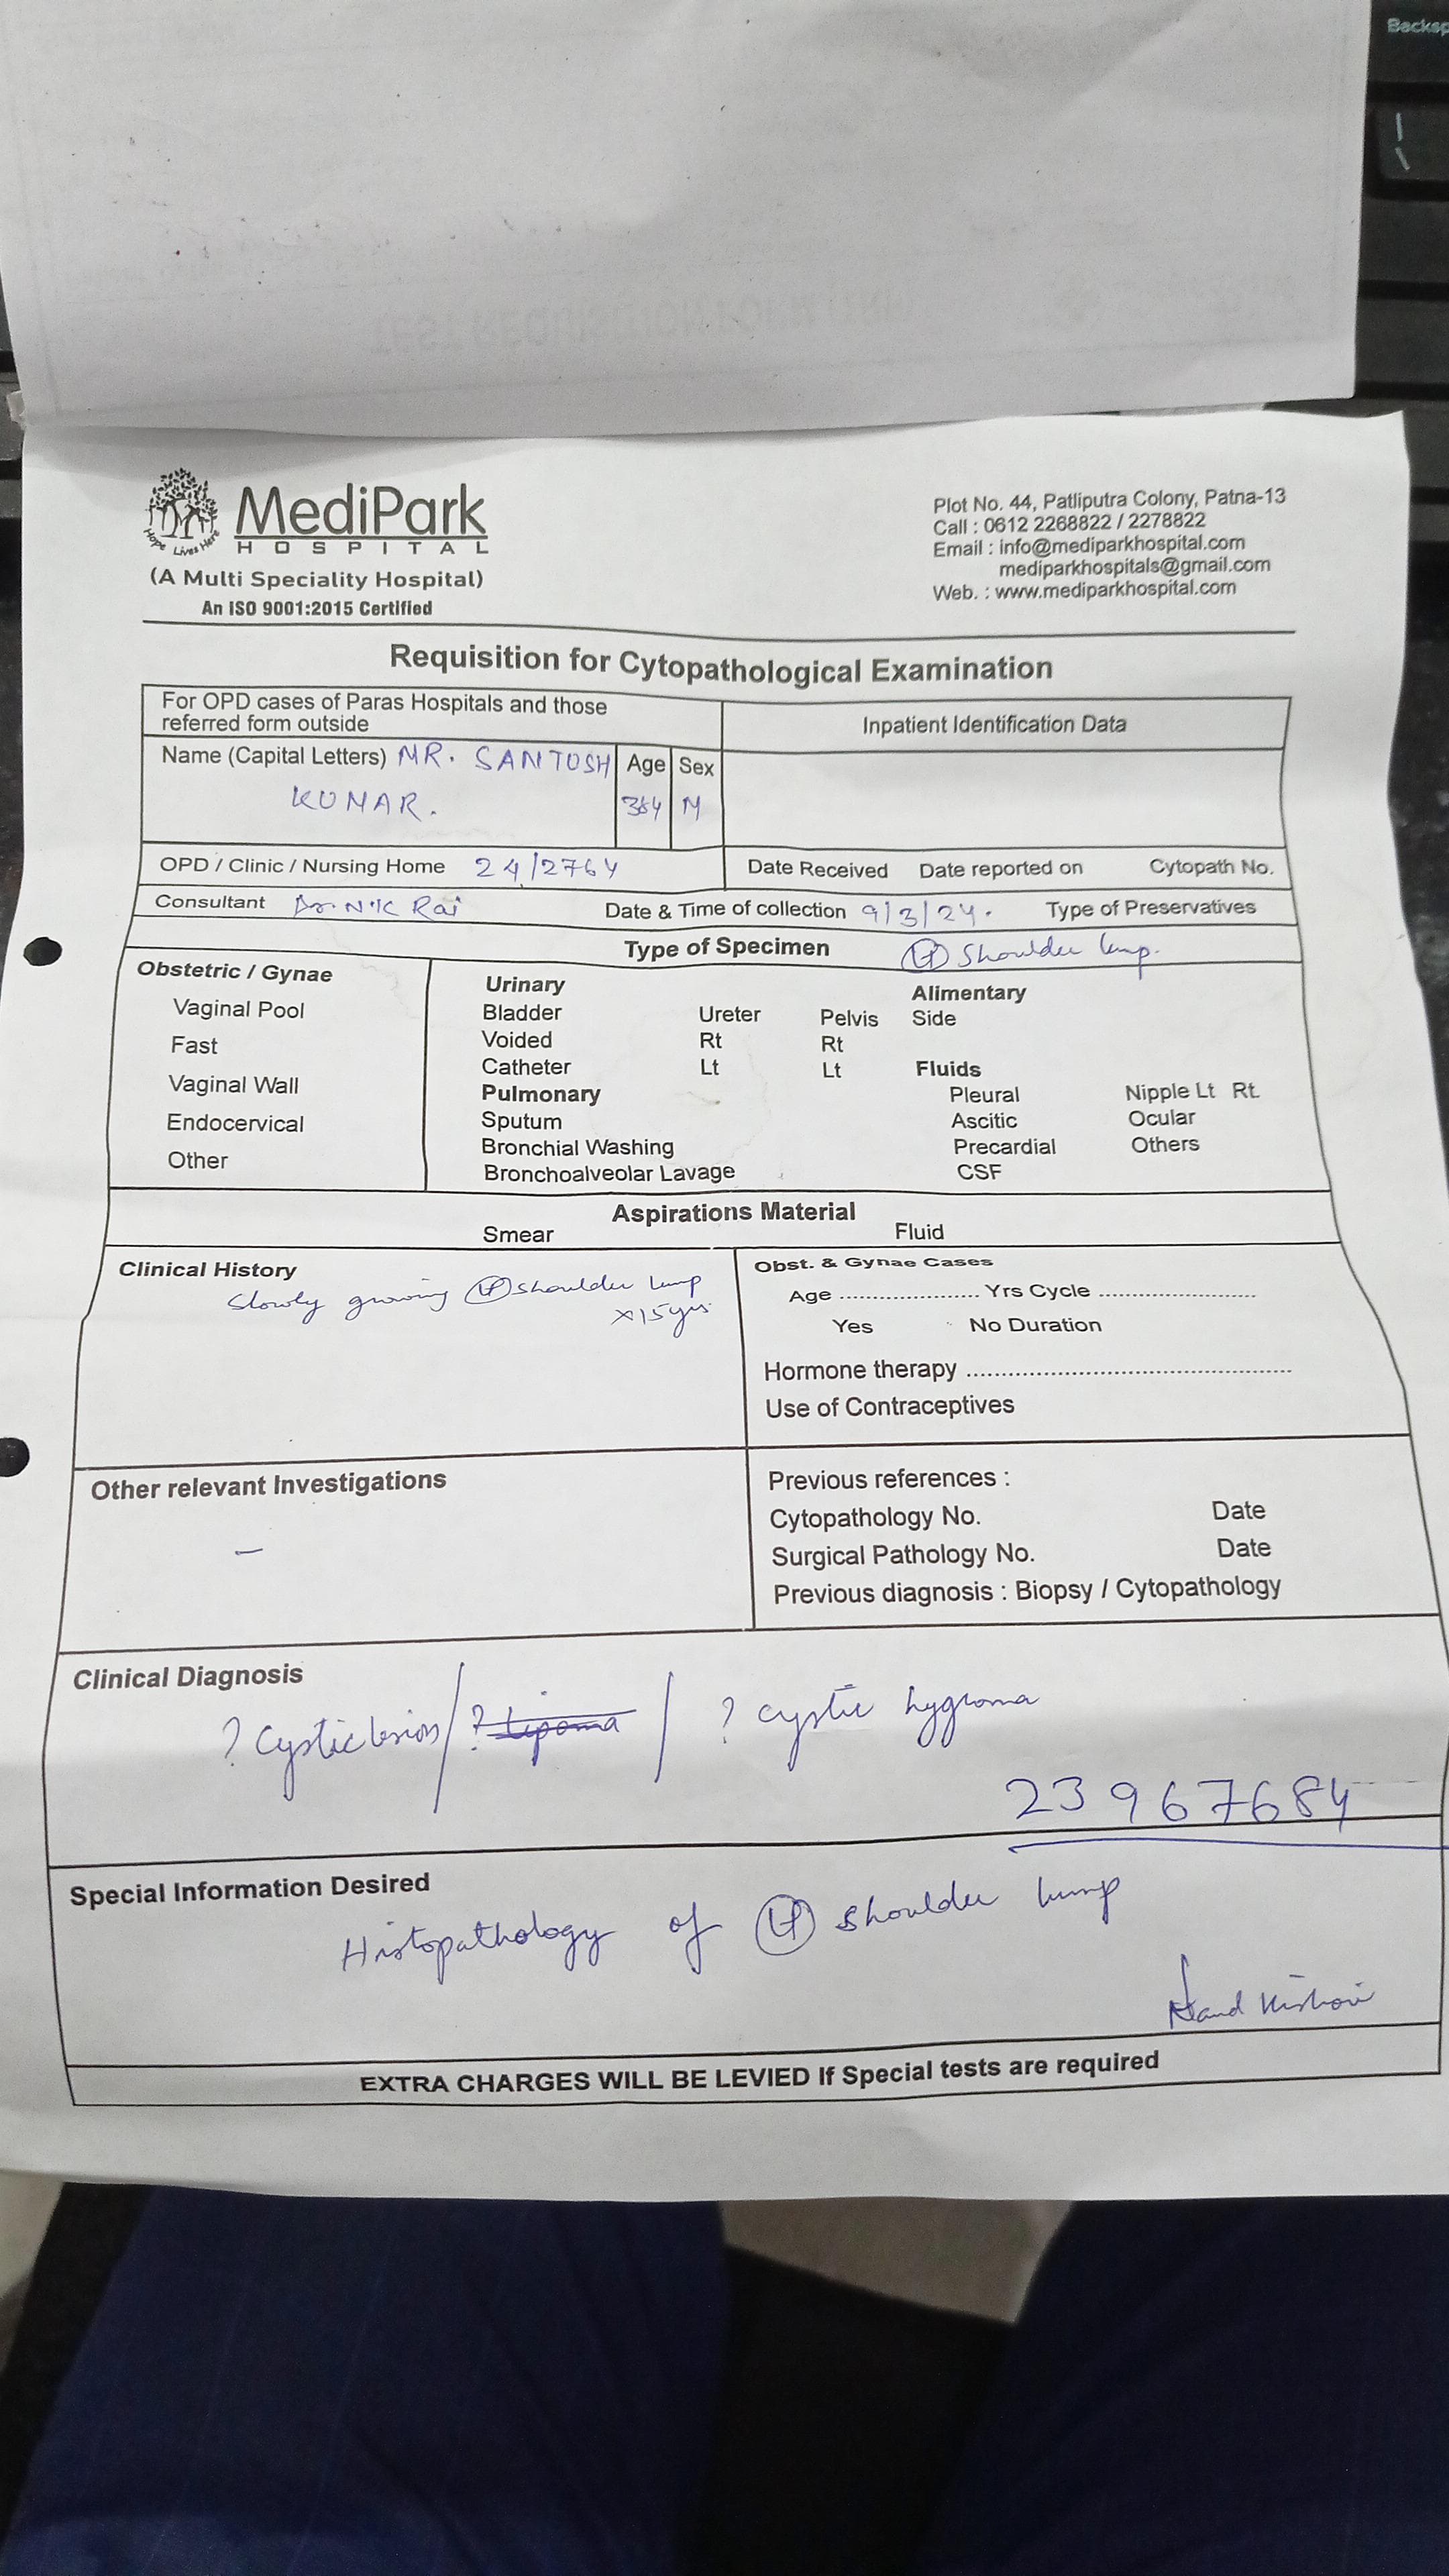 Backsp
|
\
Hope Lives Here
MediPark
HOSPITAL
(A Multi Speciality Hospital)
An ISO 9001:2015 Certified
Plot No. 44, Patliputra Colony, Patna-13
Call : 0612 2268822 / 2278822
Email : info@mediparkhospital.com
mediparkhospitals@gmail.com
Web. : www.mediparkhospital.com
Requisition for Cytopathological Examination
For OPD cases of Paras Hospitals and those
referred form outside
Inpatient Identification Data
Name (Capital Letters) MR. SANTOSH
KUMAR.
Age Sex
36y M
OPD / Clinic / Nursing Home 24/2764
Date Received Date reported on Cytopath No.
Consultant Dr. N.K Rai
Date & Time of collection 9/3/24. Type of Preservatives
Type of Specimen Lt Shoulder lump.
Obstetric / Gynae
Vaginal Pool
Fast
Vaginal Wall
Endocervical
Other
Urinary
Bladder Ureter Pelvis
Voided Rt Rt
Catheter Lt Lt
Pulmonary
Sputum
Bronchial Washing
Bronchoalveolar Lavage
Alimentary
Side
Fluids
Pleural Nipple Lt Rt.
Ascitic Ocular
Precardial Others
CSF
Aspirations Material
Smear Fluid
Clinical History
Slowly growing Lt shoulder lump
x15yrs.
Obst. & Gynae Cases
Age ...................... Yrs Cycle .........................
Yes No Duration
Hormone therapy ....................................................
Use of Contraceptives
Other relevant Investigations
–
Previous references :
Cytopathology No. Date
Surgical Pathology No. Date
Previous diagnosis : Biopsy / Cytopathology
Clinical Diagnosis
? Cystic lesion / ? Lipoma / ? cystic hygroma
23967684
Special Information Desired
Histopathology of Lt shoulder lump
Nand Kishor
EXTRA CHARGES WILL BE LEVIED If Special tests are required